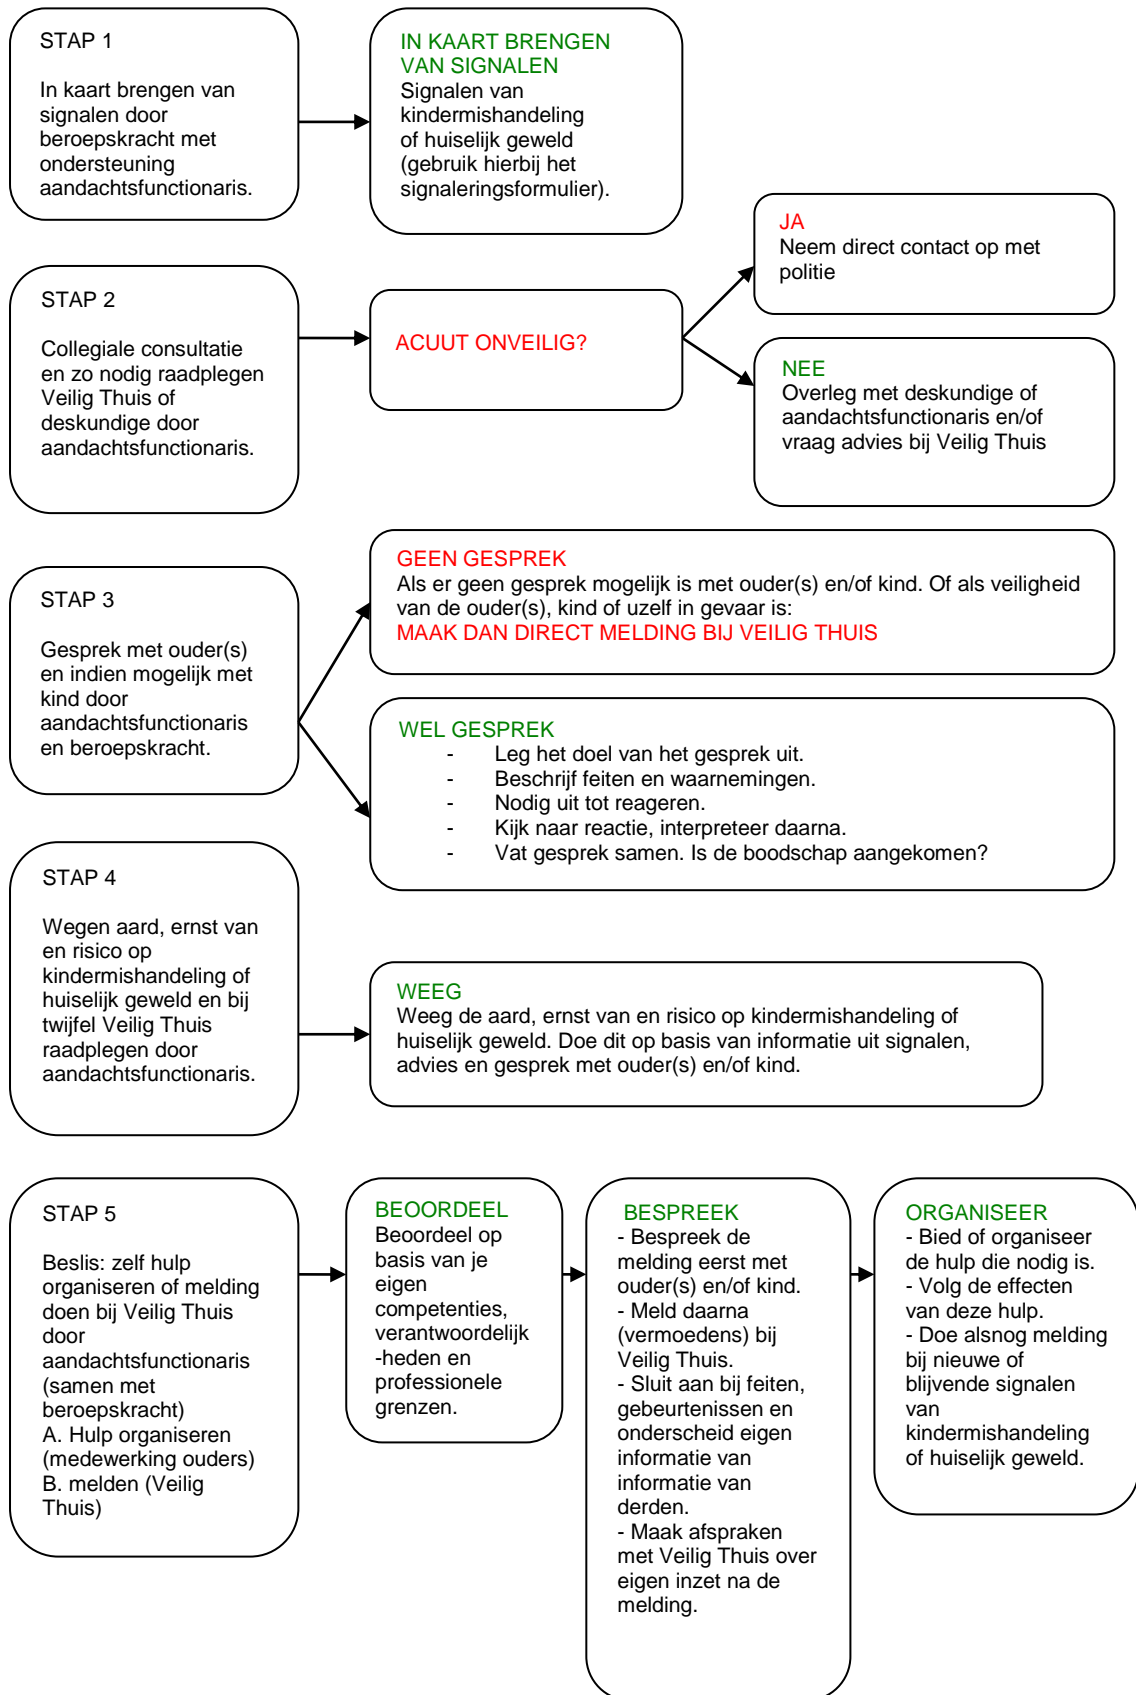 STAP 1
In kaart brengen van
signalen door
beroepskracht met
ondersteuning
aandachtsfunctionaris.
IN KAART BRENGEN
VAN SIGNALEN
Signalen van
kindermishandeling
of huiselijk geweld
(gebruik hierbij het
signaleringsformulier).
STAP 2
Collegiale consultatie
en zo nodig raadplegen
Veilig Thuis of
deskundige door
aandachtsfunctionaris.
ACUUT ONVEILIG?
JA
Neem direct contact op met
politie
NEE
Overleg met deskundige of
aandachtsfunctionaris en/of
vraag advies bij Veilig Thuis
STAP 3
Gesprek met ouder(s)
en indien mogelijk met
kind door
aandachtsfunctionaris
en beroepskracht.
GEEN GESPREK
Als er geen gesprek mogelijk is met ouder(s) en/of kind. Of als veiligheid
van de ouder(s), kind of uzelf in gevaar is:
MAAK DAN DIRECT MELDING BIJ VEILIG THUIS
WEL GESPREK
- Leg het doel van het gesprek uit.
- Beschrijf feiten en waarnemingen.
- Nodig uit tot reageren.
- Kijk naar reactie, interpreteer daarna.
- Vat gesprek samen. Is de boodschap aangekomen?
STAP 4
Wegen aard, ernst van
en risico op
kindermishandeling of
huiselijk geweld en bij
twijfel Veilig Thuis
raadplegen door
aandachtsfunctionaris.
WEEG
Weeg de aard, ernst van en risico op kindermishandeling of
huiselijk geweld. Doe dit op basis van informatie uit signalen,
advies en gesprek met ouder(s) en/of kind.
STAP 5
Beslis: zelf hulp
organiseren of melding
doen bij Veilig Thuis
door
aandachtsfunctionaris
(samen met
beroepskracht)
A. Hulp organiseren
(medewerking ouders)
B. melden (Veilig
Thuis)
BEOORDEEL
Beoordeel op
basis van je
eigen
competenties,
verantwoordelijk
-heden en
professionele
grenzen.
BESPREEK
- Bespreek de
melding eerst met
ouder(s) en/of kind.
- Meld daarna
(vermoedens) bij
Veilig Thuis.
- Sluit aan bij feiten,
gebeurtenissen en
onderscheid eigen
informatie van
informatie van
derden.
- Maak afspraken
met Veilig Thuis over
eigen inzet na de
melding.
ORGANISEER
- Bied of organiseer
de hulp die nodig is.
- Volg de effecten
van deze hulp.
- Doe alsnog melding
bij nieuwe of
blijvende signalen
van
kindermishandeling
of huiselijk geweld.